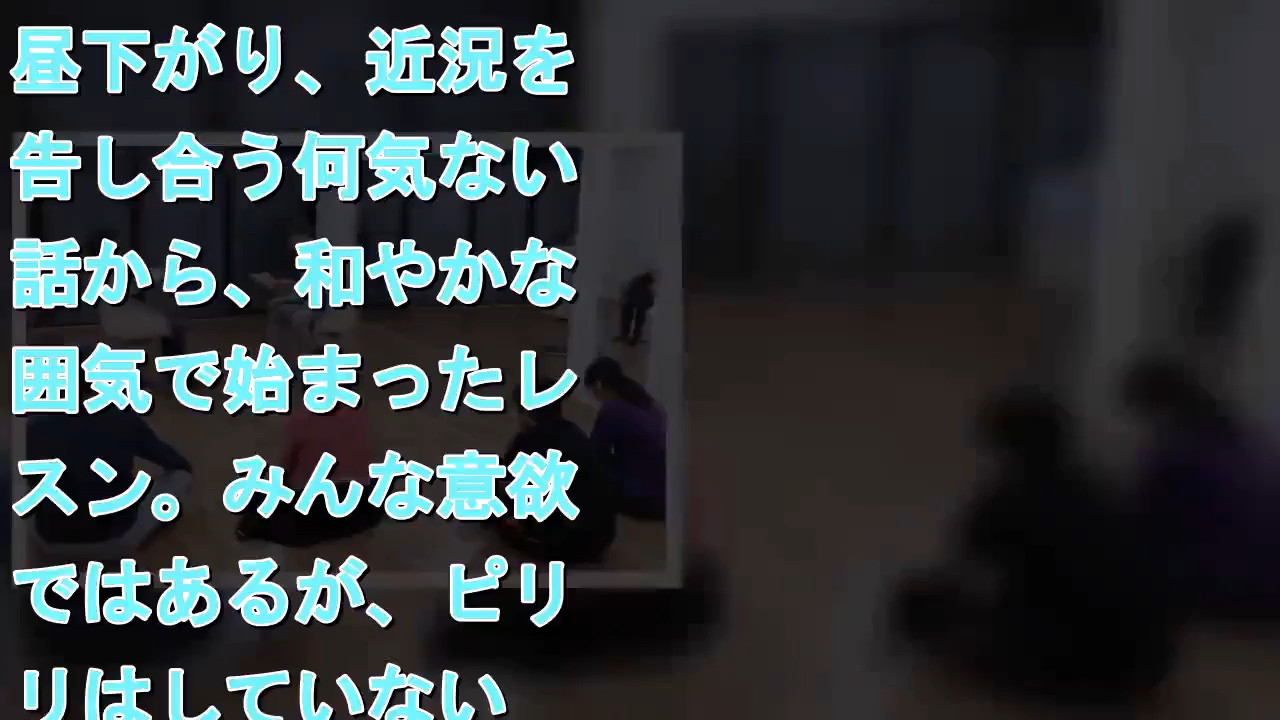 昼下がり、近況を
告し合う何気ない
話から、和やかな
囲気で始まったレ
スン。みんな意欲
ではあるが、ピリ
リはしていない